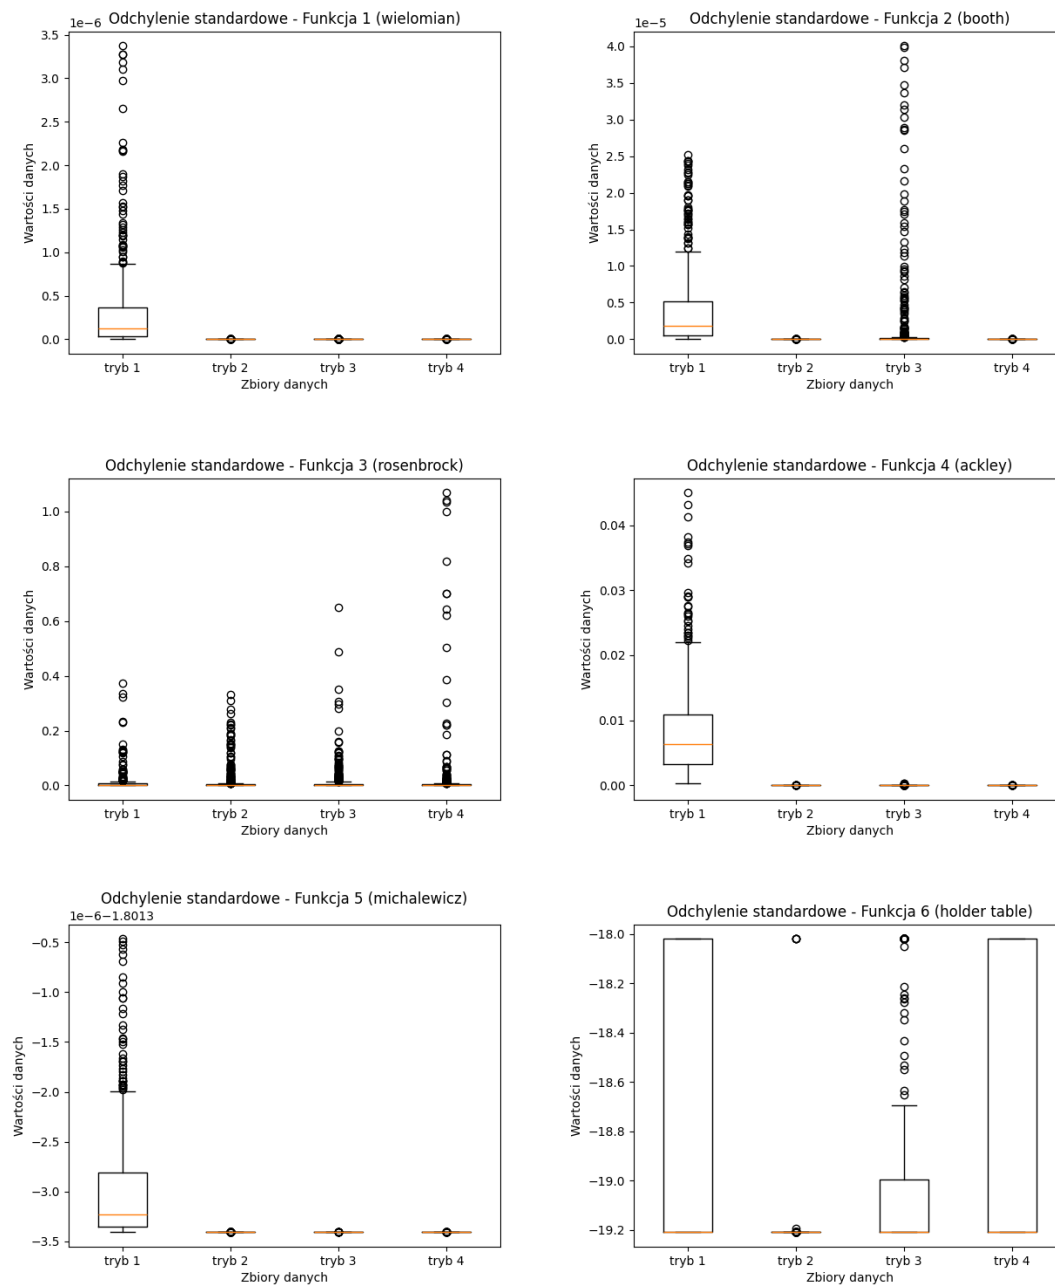 Odchylenie standardowe - Funkcja 1 (wielomian)
1e−6
3.5
3.0
2.5
2.0
1.5
1.0
0.5
0.0
Wartości danych
tryb 1 tryb 2 tryb 3 tryb 4
Zbiory danych
Odchylenie standardowe - Funkcja 2 (booth)
1e−5
4.0
3.5
3.0
2.5
2.0
1.5
1.0
0.5
0.0
Wartości danych
tryb 1 tryb 2 tryb 3 tryb 4
Zbiory danych
Odchylenie standardowe - Funkcja 3 (rosenbrock)
1.0
0.8
0.6
0.4
0.2
0.0
Wartości danych
tryb 1 tryb 2 tryb 3 tryb 4
Zbiory danych
Odchylenie standardowe - Funkcja 4 (ackley)
0.04
0.03
0.02
0.01
0.00
Wartości danych
tryb 1 tryb 2 tryb 3 tryb 4
Zbiory danych
Odchylenie standardowe - Funkcja 5 (michalewicz)
1e−6−1.8013
−0.5
−1.0
−1.5
−2.0
−2.5
−3.0
−3.5
Wartości danych
tryb 1 tryb 2 tryb 3 tryb 4
Zbiory danych
Odchylenie standardowe - Funkcja 6 (holder table)
−18.0
−18.2
−18.4
−18.6
−18.8
−19.0
−19.2
Wartości danych
tryb 1 tryb 2 tryb 3 tryb 4
Zbiory danych